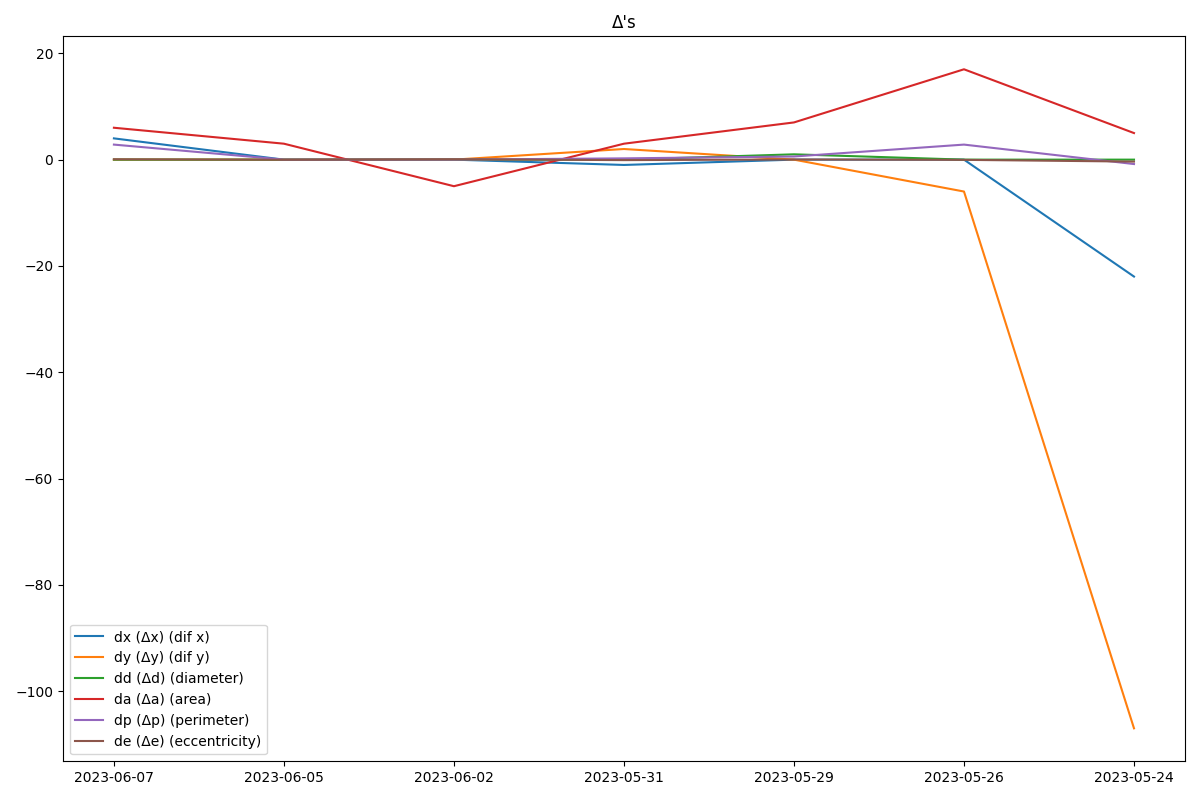 Δ's
20
0
−20
−40
−60
−80
−100
dx (Δx) (dif x)
dy (Δy) (dif y)
dd (Δd) (diameter)
da (Δa) (area)
dp (Δp) (perimeter)
de (Δe) (eccentricity)
2023-06-07 2023-06-05 2023-06-02 2023-05-31 2023-05-29 2023-05-26 2023-05-24